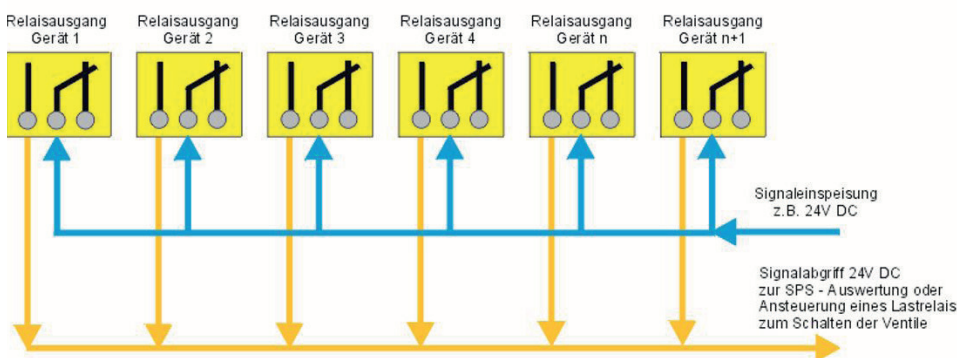 Relaisausgang
Gerät 1
Relaisausgang
Gerät 2
Relaisausgang
Gerät 3
Relaisausgang
Gerät 4
Relaisausgang
Gerät n
Relaisausgang
Gerät n+1
Signaleinspeisung
z.B. 24V DC
Signalabgriff 24V DC
zur SPS - Auswertung oder
Ansteuerung eines Lastrelais
zum Schalten der Ventile